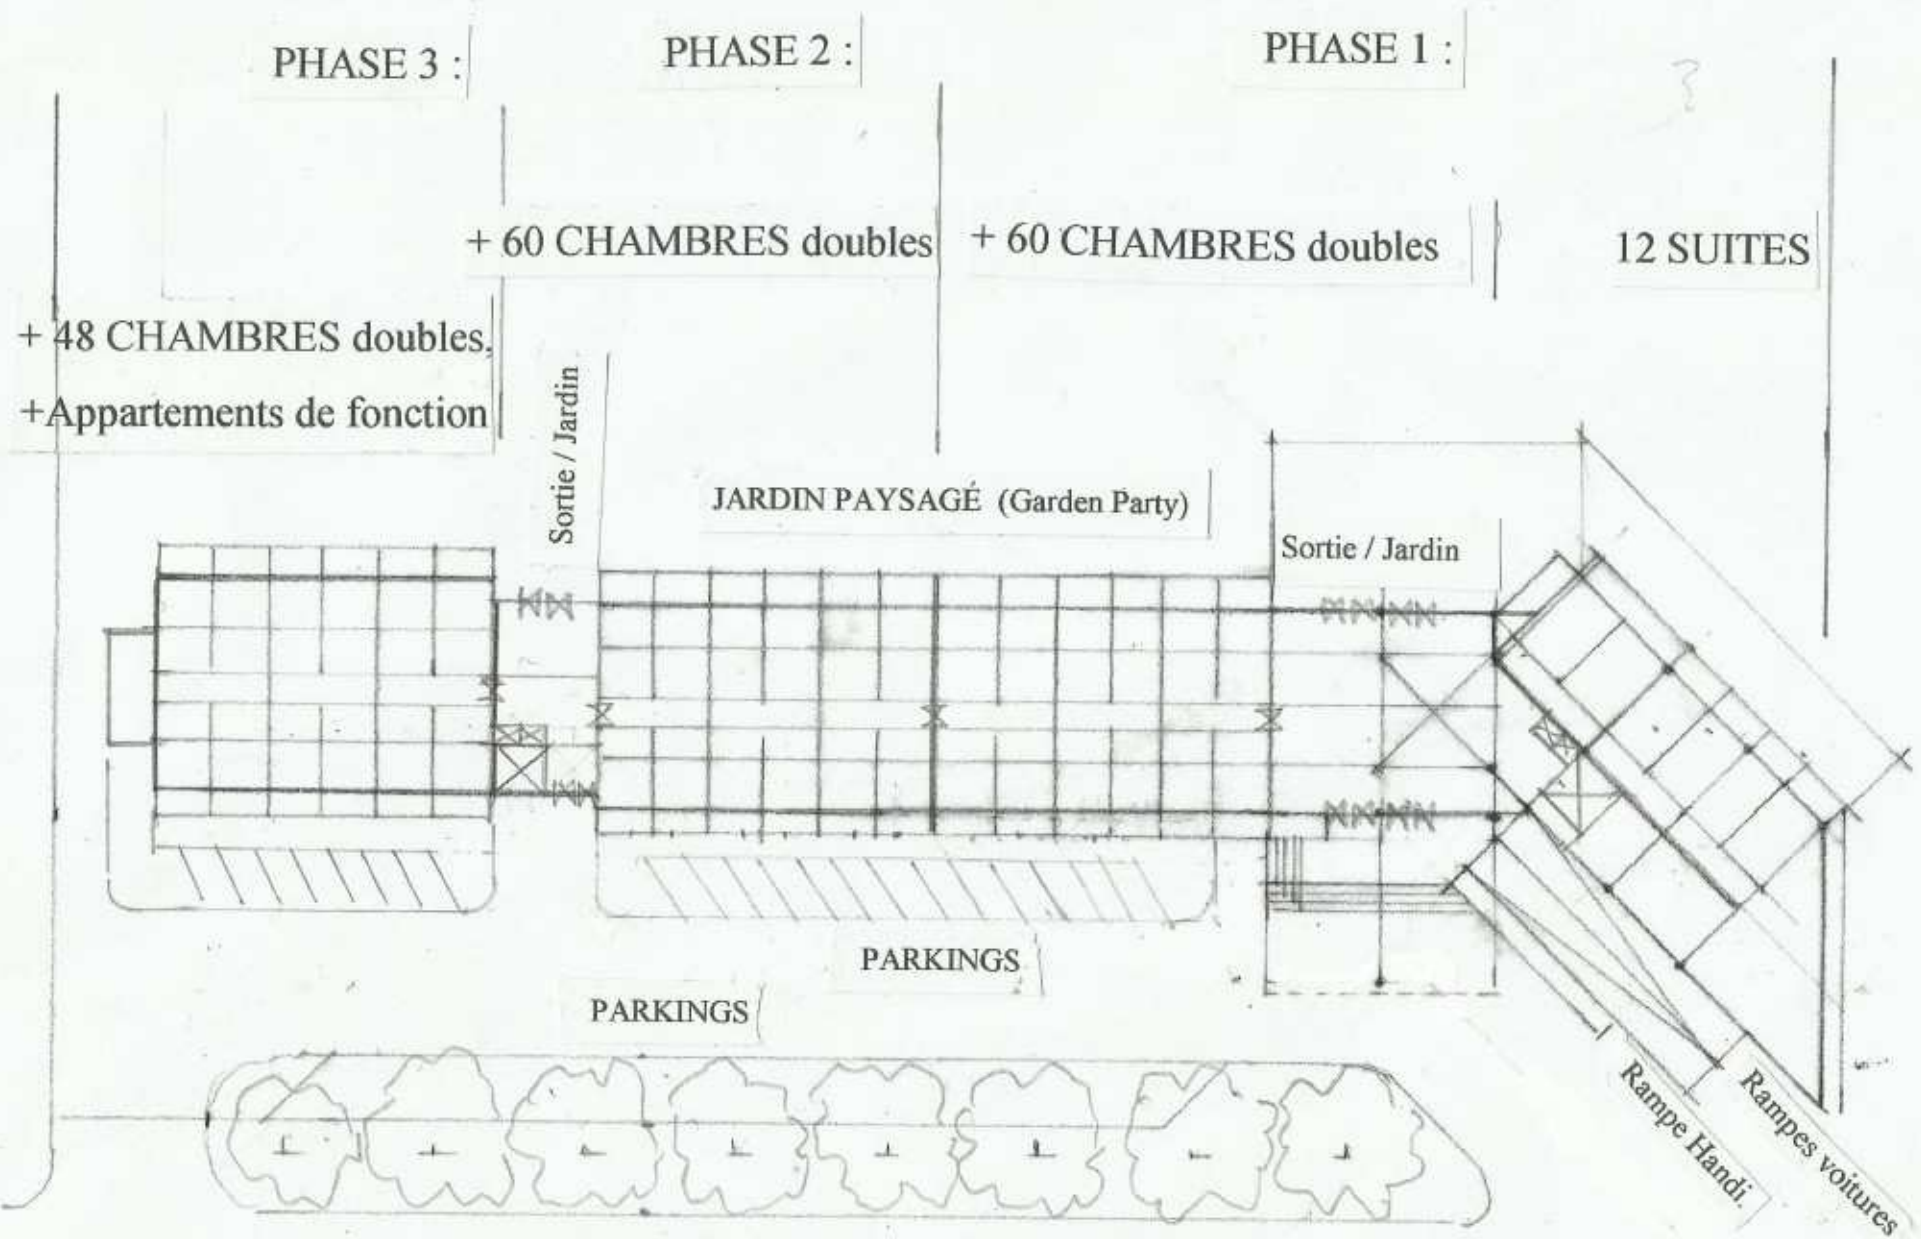 PHASE 3 :
PHASE 2 :
PHASE 1 :
+ 60 CHAMBRES doubles
+ 60 CHAMBRES doubles
12 SUITES
+ 48 CHAMBRES doubles,
+Appartements de fonction
Sortie / Jardin
JARDIN PAYSAGÉ (Garden Party)
Sortie / Jardin
PARKINGS
PARKINGS
Rampe Handi.
Rampes voitures